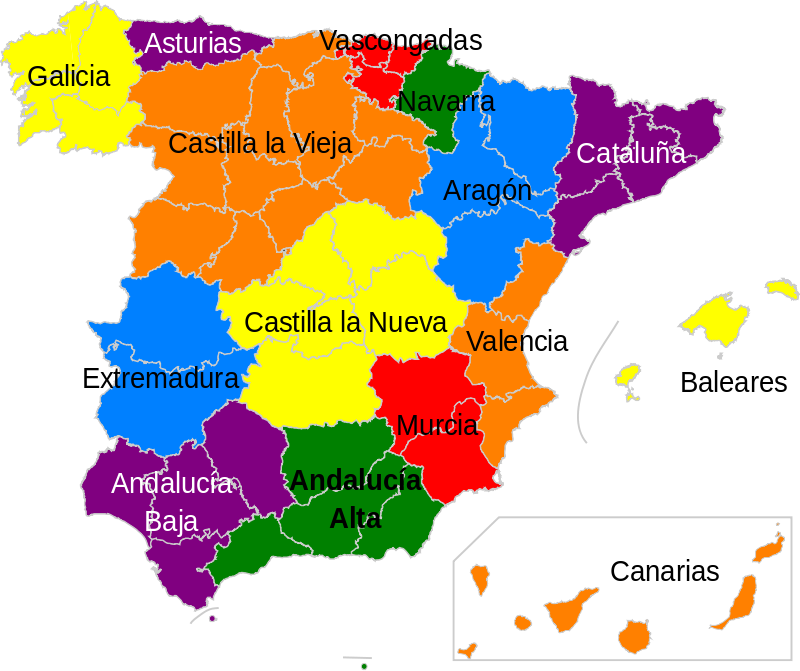 Vascongadas
Asturias
Galicia
Navarra
Castilla la Vieja
Cataluña
Aragón
Castilla la Nueva
Valencia
Extremadura
Baleares
Murcia
Andalucía
Baja
Andalucía
Alta
Canarias